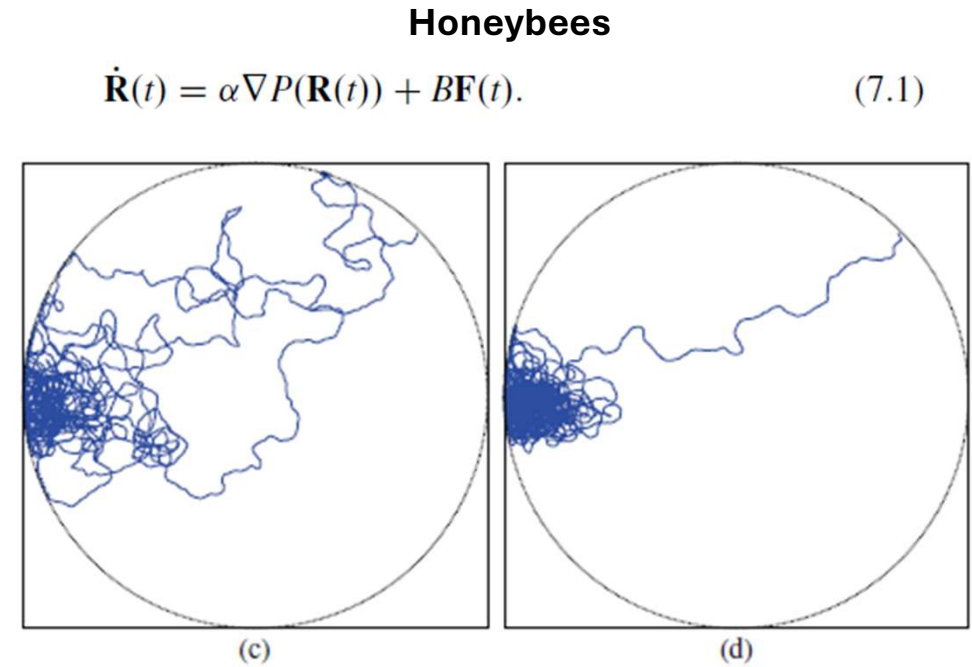 Honeybees
Ṙ(t) = α∇P(R(t)) + BF(t). (7.1)
(c) (d)